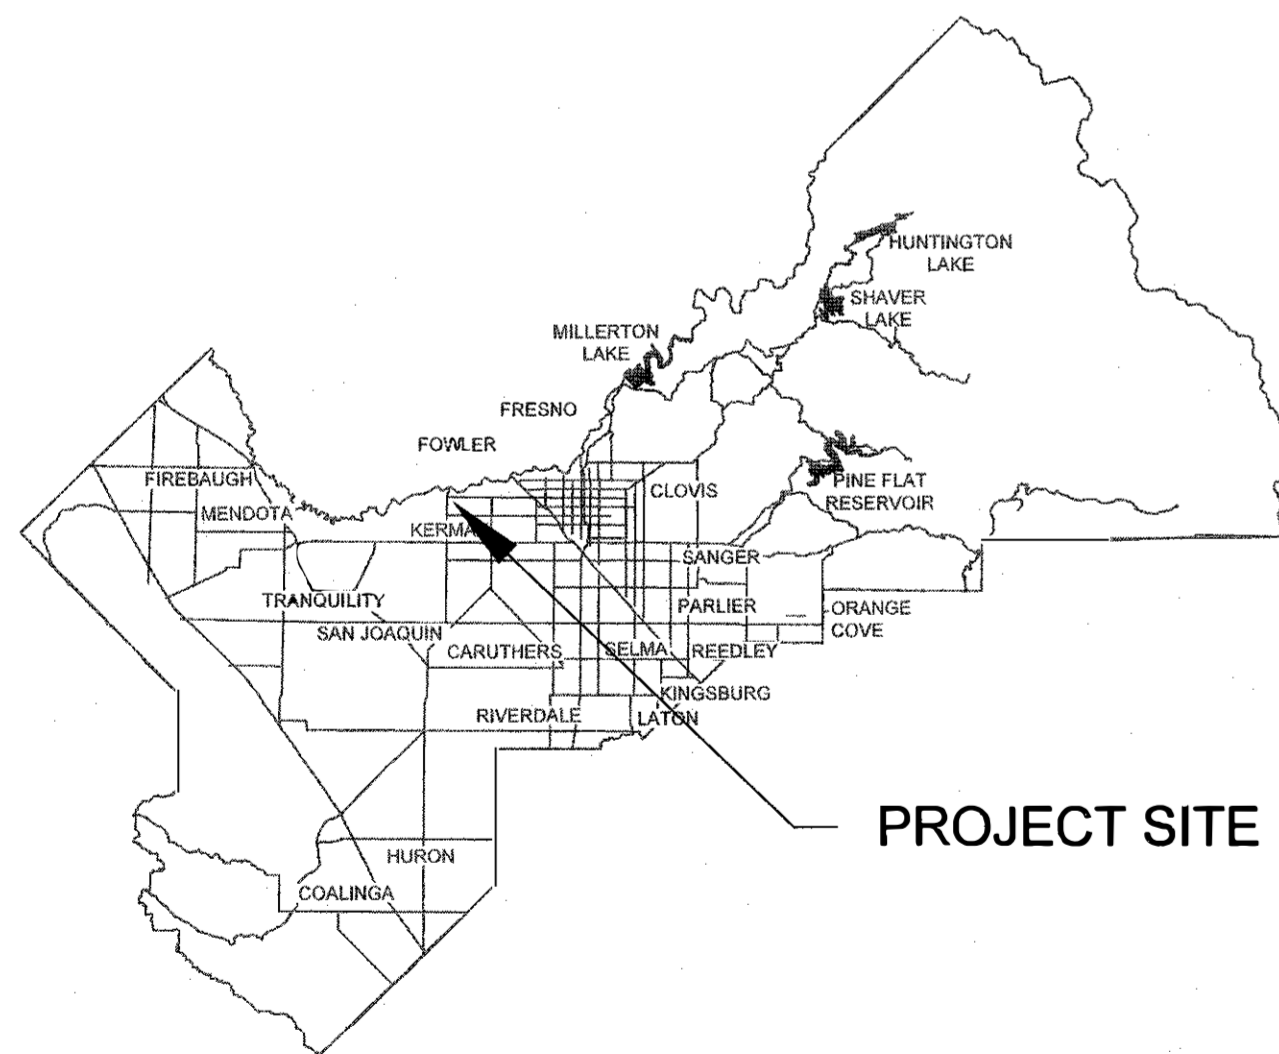 HUNTINGTON
LAKE
SHAVER
LAKE
MILLERTON
LAKE
FRESNO
FOWLER
FIREBAUGH
CLOVIS
PINE FLAT
RESERVOIR
MENDOTA
KERMA
SANGER
TRANQUILITY
PARLIER
ORANGE
COVE
SAN JOAQUIN
CARUTHERS
SELMA
REEDLEY
KINGSBURG
RIVERDALE
LATON
PROJECT SITE
HURON
COALINGA